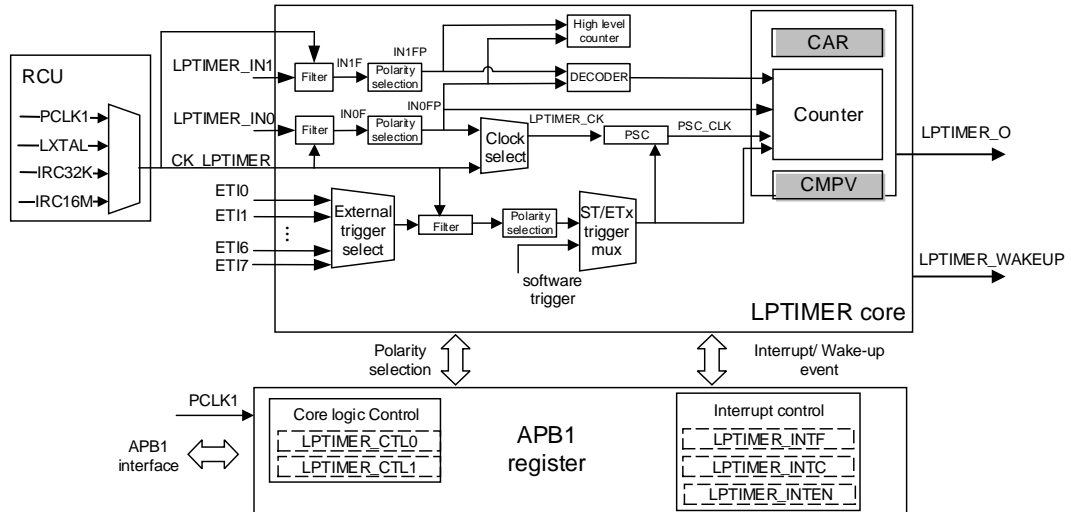 RCU
PCLK1
LXTAL
IRC32K
IRC16M
LPTIMER_IN1
LPTIMER_IN0
CK_LPTIMER
ETI0
ETI1
⋮
ETI6
ETI7
Filter
IN1F
Polarity
selection
IN1FP
High level
counter
DECODER
Filter
IN0F
Polarity
selection
IN0FP
Clock
select
LPTIMER_CK
PSC
PSC_CLK
CAR
Counter
CMPV
External
trigger
select
Filter
Polarity
selection
ST/ETx
trigger
mux
software
trigger
LPTIMER_O
LPTIMER_WAKEUP
LPTIMER core
Polarity
selection
Interrupt/ Wake-up
event
PCLK1
APB1
interface
Core logic Control
LPTIMER_CTL0
LPTIMER_CTL1
APB1
register
Interrupt control
LPTIMER_INTF
LPTIMER_INTC
LPTIMER_INTEN